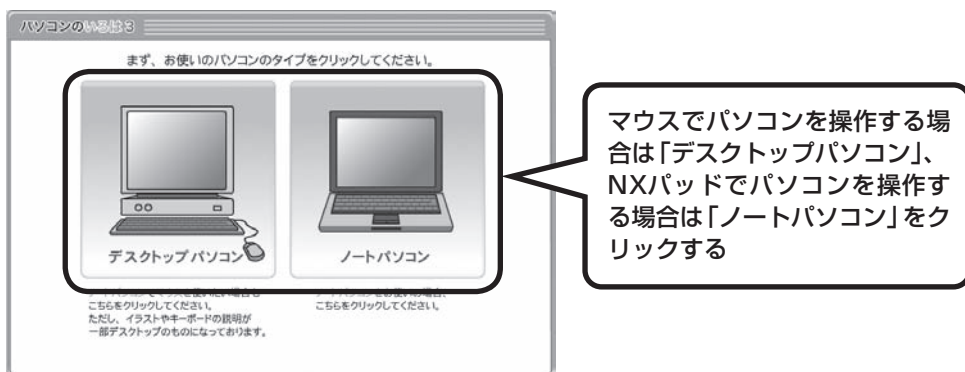 パソコンのいろは3
まず、お使いのパソコンのタイプをクリックしてください。
デスクトップパソコン
ノートパソコン
こちらをクリックしてください。
ただし、イラストやキーボードの説明が
一部デスクトップのものになっております。
こちらをクリックしてください。
マウスでパソコンを操作する場
合は「デスクトップパソコン」、
NXパッドでパソコンを操作す
る場合は「ノートパソコン」をク
リックする